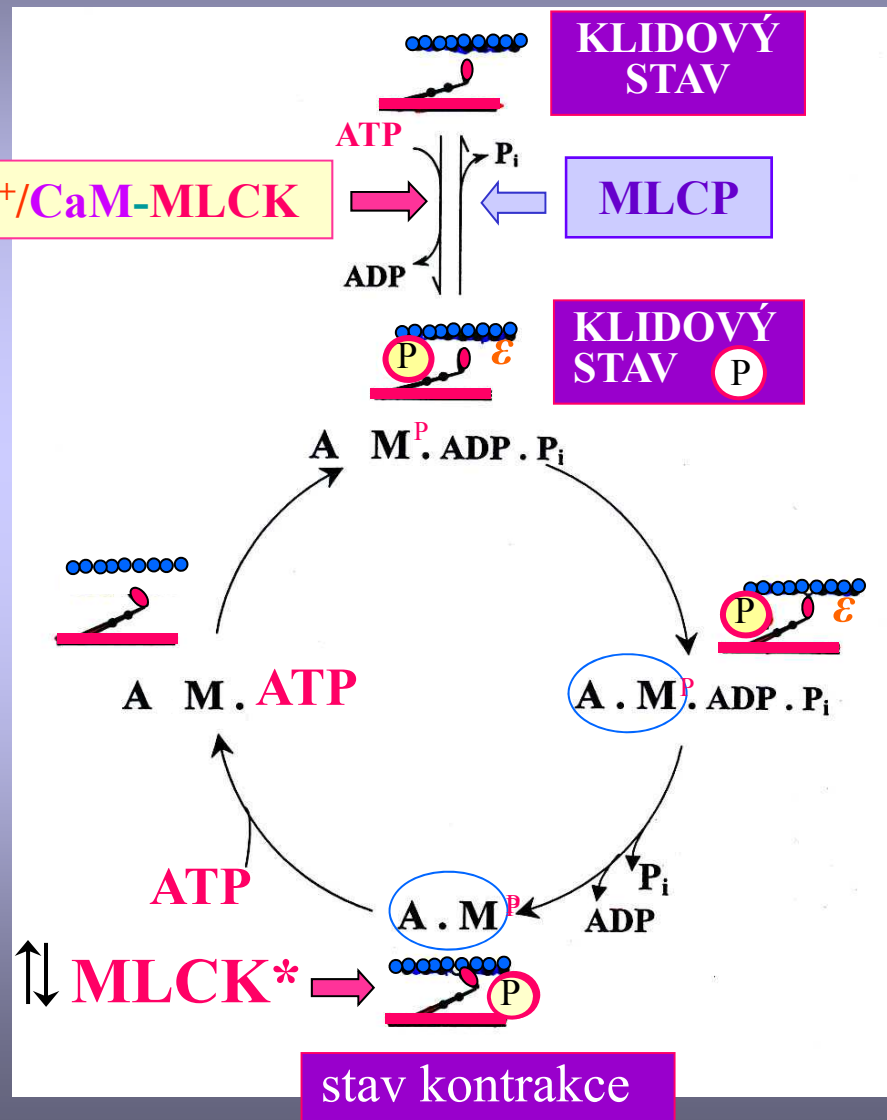 KLIDOVÝ
STAV
ATP
Pi
+/CaM-MLCK
MLCP
ADP
KLIDOVÝ
STAV P
P ε
A M^P. ADP . Pi
P ε
A M . ATP
A . M^P. ADP . Pi
Pi
ADP
ATP
A . M^P
↑↓ MLCK*
P
stav kontrakce